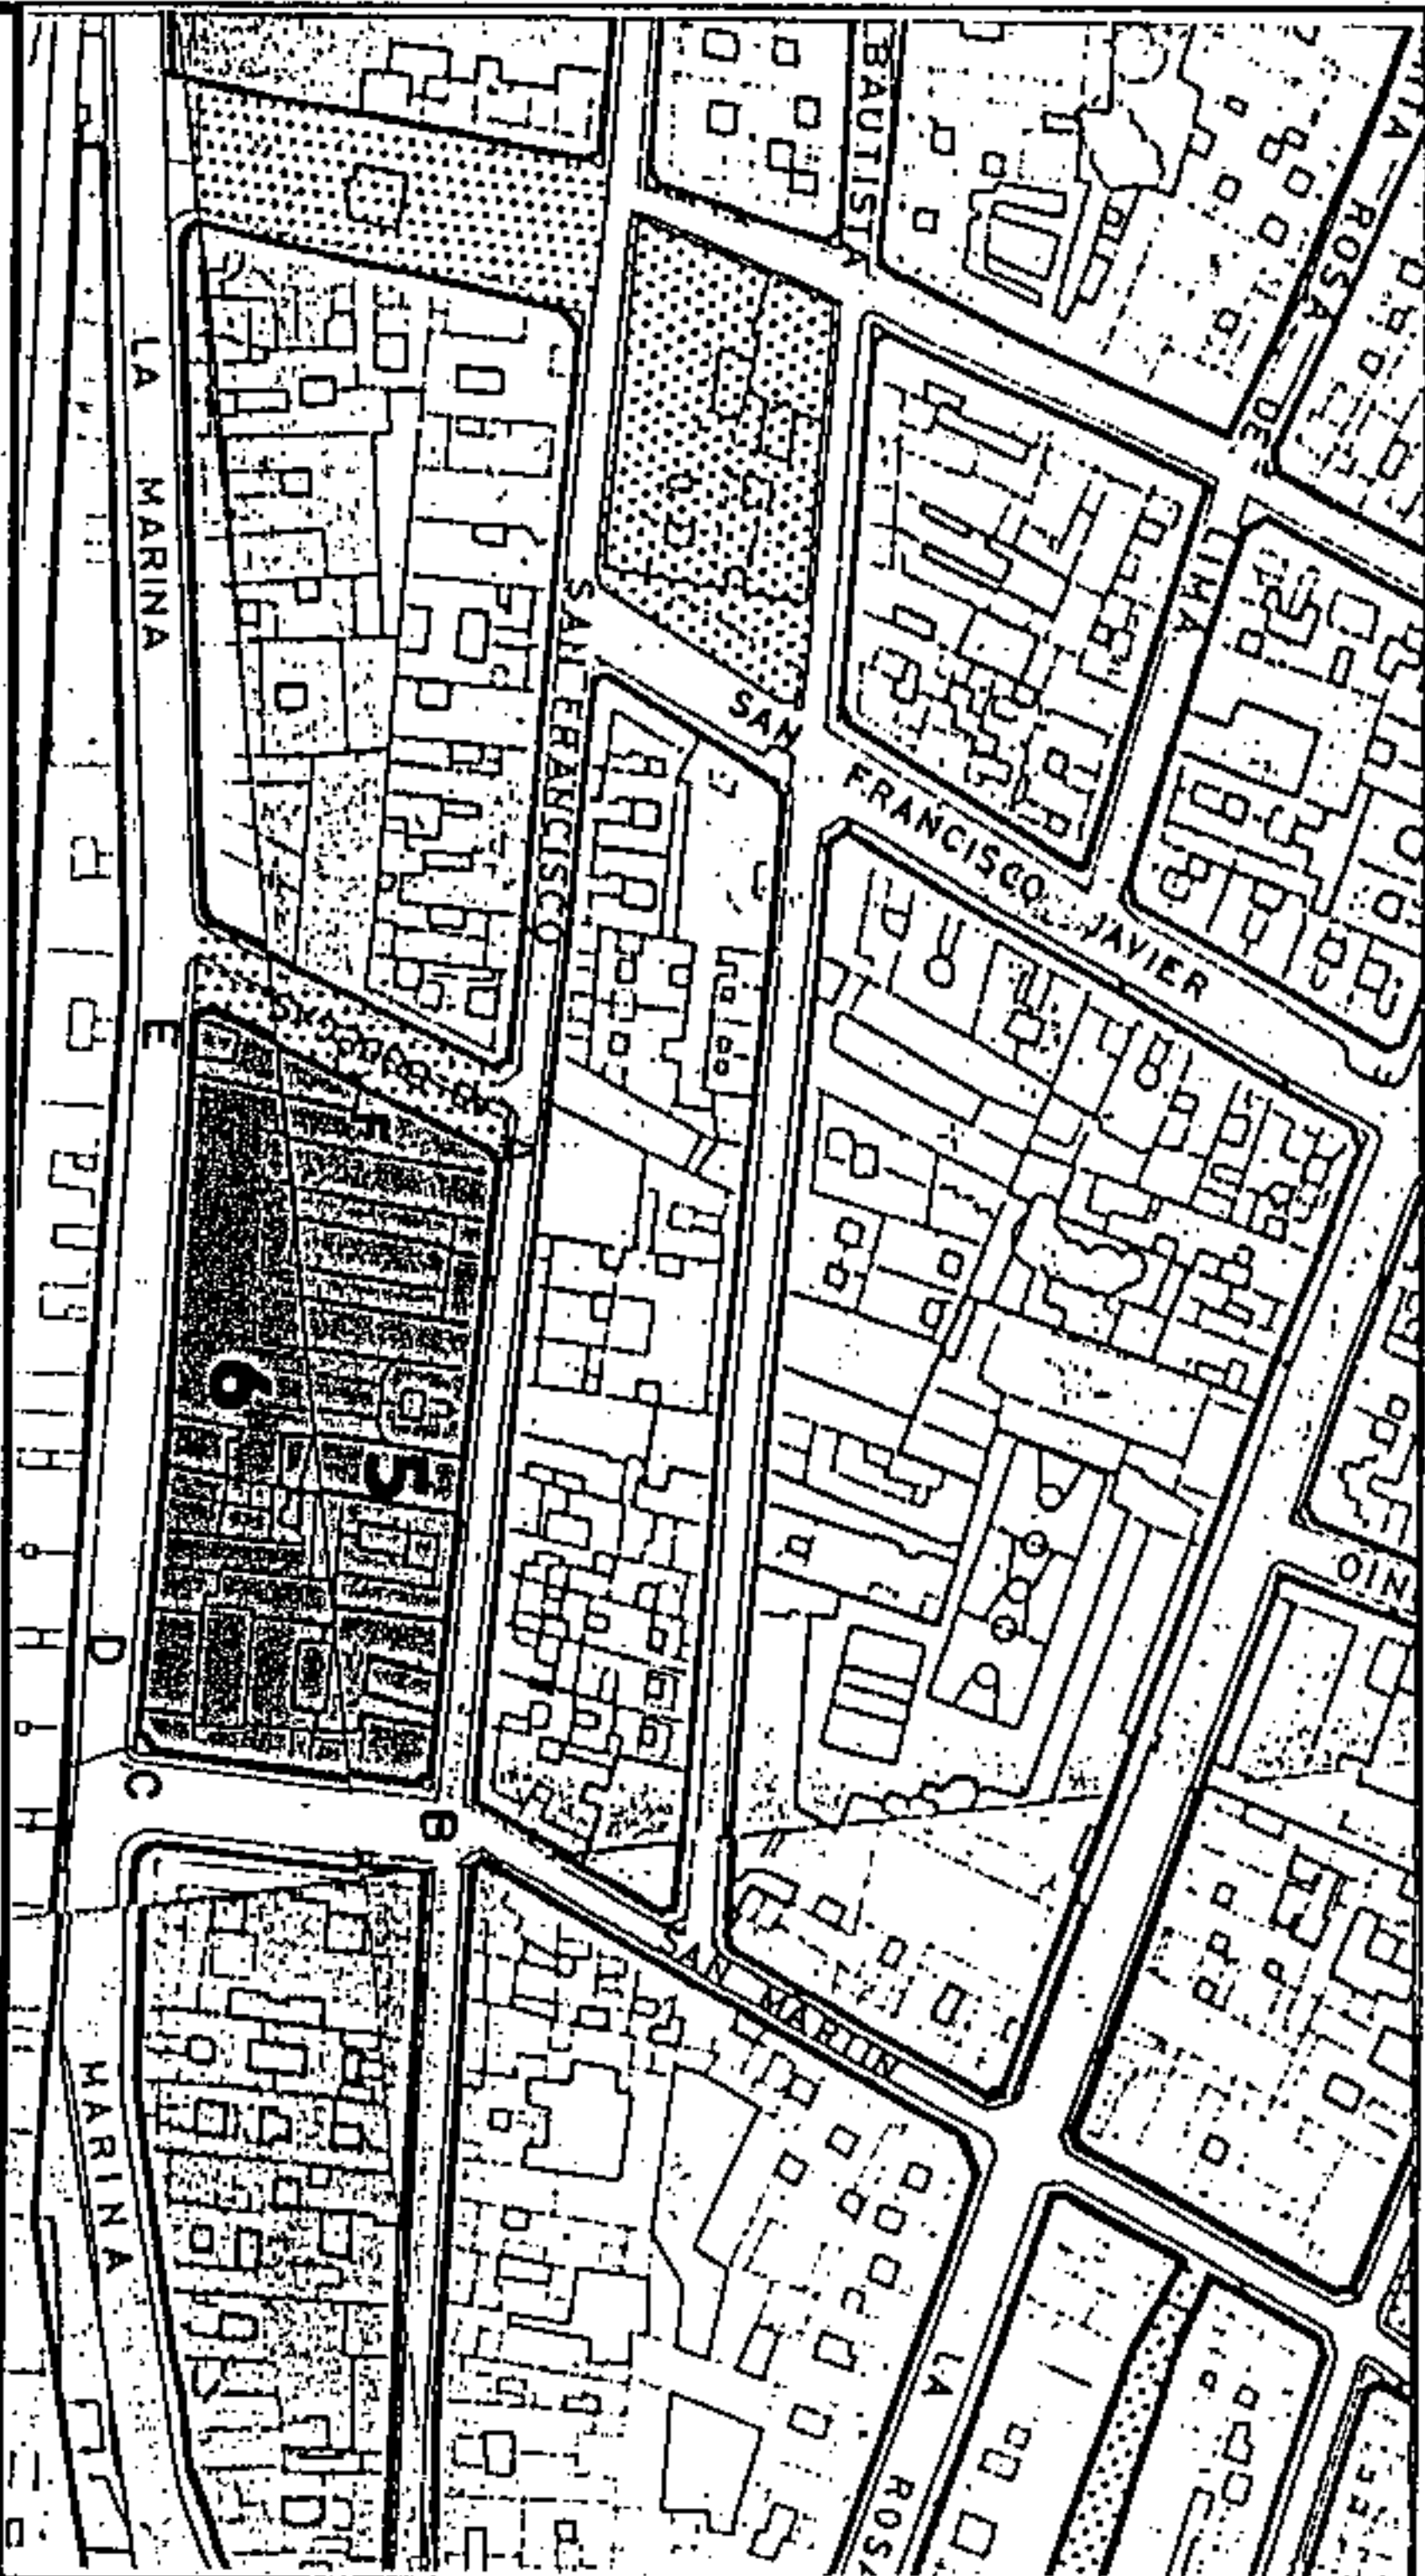 BAUTISTA
ROSA DE
LIMA
LA MARINA
SAN FRANCISCO
SAN FRANCISCO JAVIER
E
F
6
5
D
C
B
SAN MARTIN
MARINA
LA ROSA